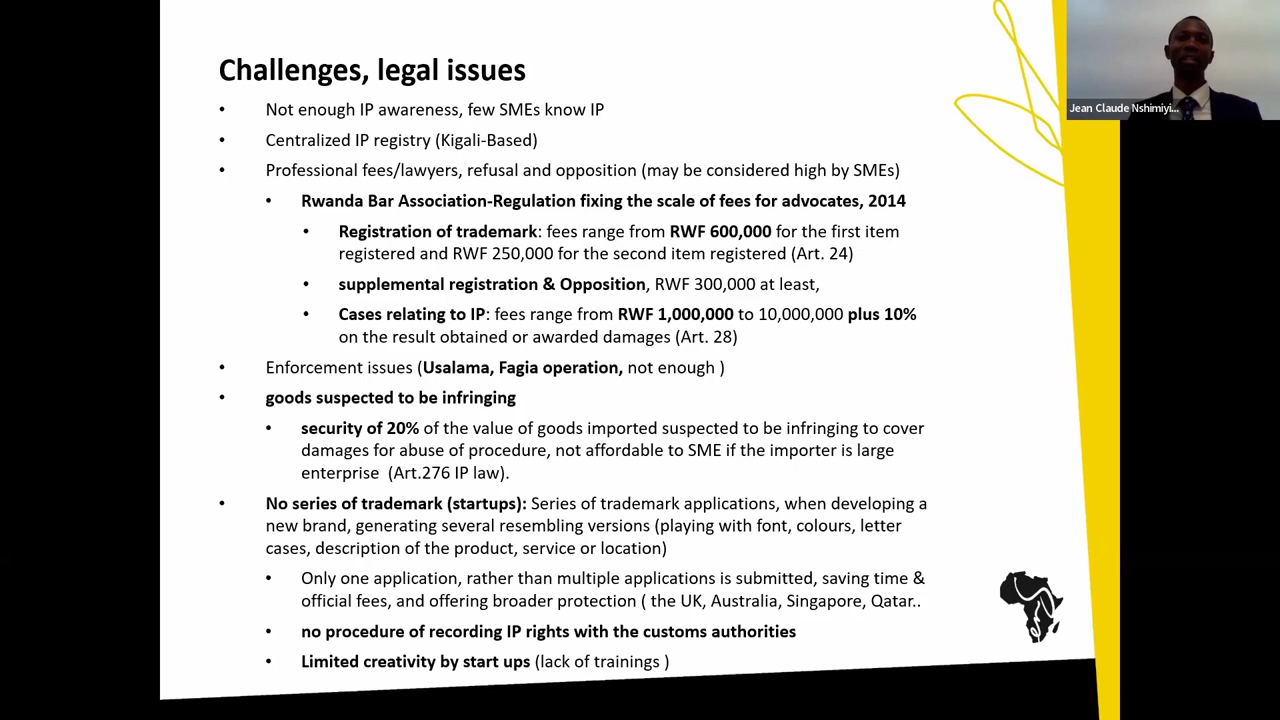 Challenges, legal issues
Jean Claude Nshimiyi...
• Not enough IP awareness, few SMEs know IP
• Centralized IP registry (Kigali-Based)
• Professional fees/lawyers, refusal and opposition (may be considered high by SMEs)
• Rwanda Bar Association-Regulation fixing the scale of fees for advocates, 2014
• Registration of trademark: fees range from RWF 600,000 for the first item
registered and RWF 250,000 for the second item registered (Art. 24)
• supplemental registration & Opposition, RWF 300,000 at least,
• Cases relating to IP: fees range from RWF 1,000,000 to 10,000,000 plus 10%
on the result obtained or awarded damages (Art. 28)
• Enforcement issues (Usalama, Fagia operation, not enough )
• goods suspected to be infringing
• security of 20% of the value of goods imported suspected to be infringing to cover
damages for abuse of procedure, not affordable to SME if the importer is large
enterprise (Art.276 IP law).
• No series of trademark (startups): Series of trademark applications, when developing a
new brand, generating several resembling versions (playing with font, colours, letter
cases, description of the product, service or location)
• Only one application, rather than multiple applications is submitted, saving time &
official fees, and offering broader protection ( the UK, Australia, Singapore, Qatar..
• no procedure of recording IP rights with the customs authorities
• Limited creativity by start ups (lack of trainings )